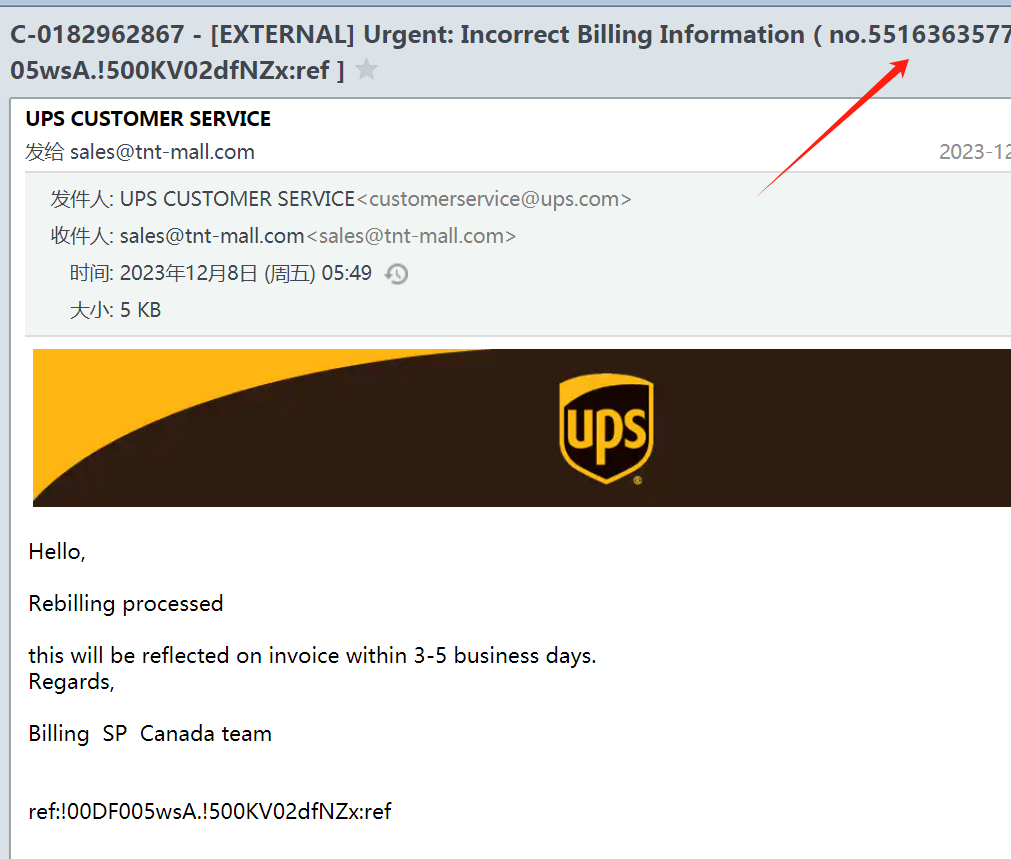 C-0182962867 - [EXTERNAL] Urgent: Incorrect Billing Information ( no.5516363577
05wsA.!500KV02dfNZx:ref ]
UPS CUSTOMER SERVICE
发给 sales@tnt-mall.com
2023-12
发件人: UPS CUSTOMER SERVICE<customerservice@ups.com>
收件人: sales@tnt-mall.com<sales@tnt-mall.com>
时间: 2023年12月8日 (周五) 05:49
大小: 5 KB
ups
Hello,
Rebilling processed
this will be reflected on invoice within 3-5 business days.
Regards,
Billing  SP  Canada team
ref:!00DF005wsA.!500KV02dfNZx:ref